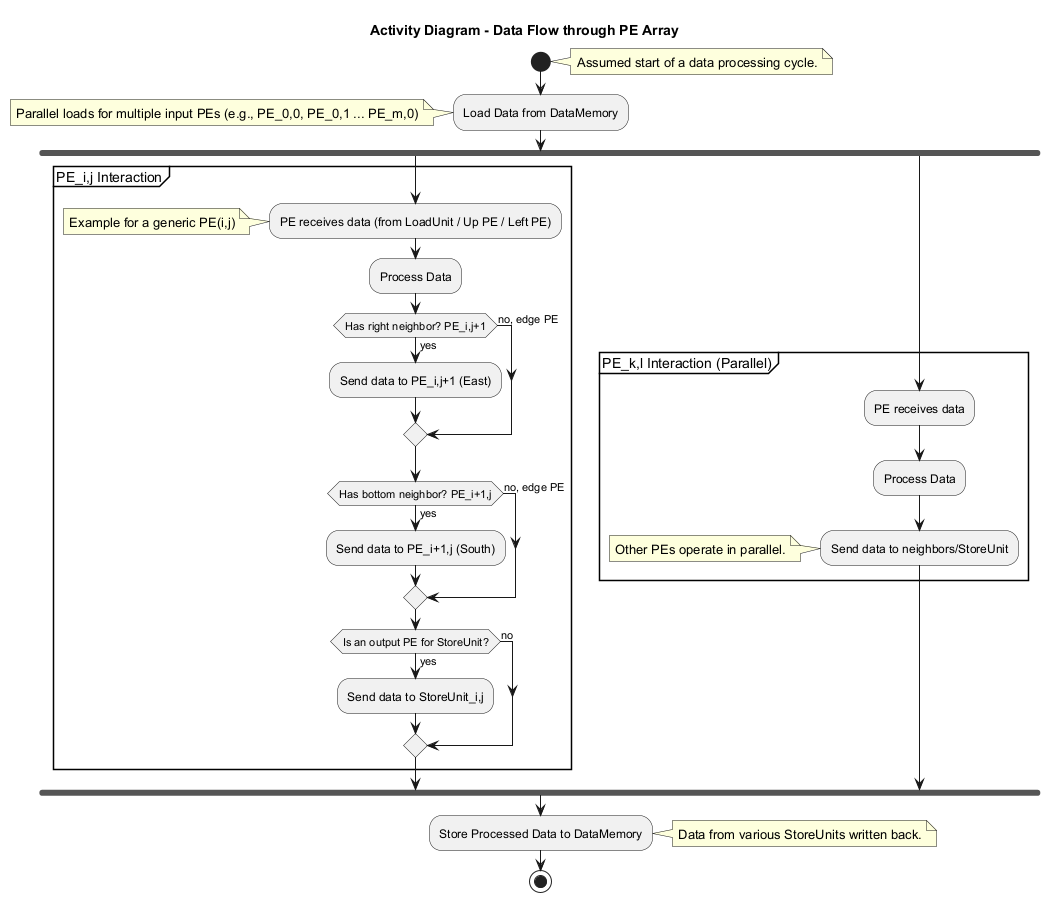 Activity Diagram - Data Flow through PE Array
Assumed start of a data processing cycle.
Parallel loads for multiple input PEs (e.g., PE_0,0, PE_0,1 ... PE_m,0)
Load Data from DataMemory
PE_i,j Interaction
Example for a generic PE(i,j)
PE receives data (from LoadUnit / Up PE / Left PE)
Process Data
Has right neighbor? PE_i,j+1
no, edge PE
yes
Send data to PE_i,j+1 (East)
Has bottom neighbor? PE_i+1,j
no, edge PE
yes
Send data to PE_i+1,j (South)
Is an output PE for StoreUnit?
no
yes
Send data to StoreUnit_i,j
PE_k,l Interaction (Parallel)
PE receives data
Process Data
Other PEs operate in parallel.
Send data to neighbors/StoreUnit
Store Processed Data to DataMemory
Data from various StoreUnits written back.